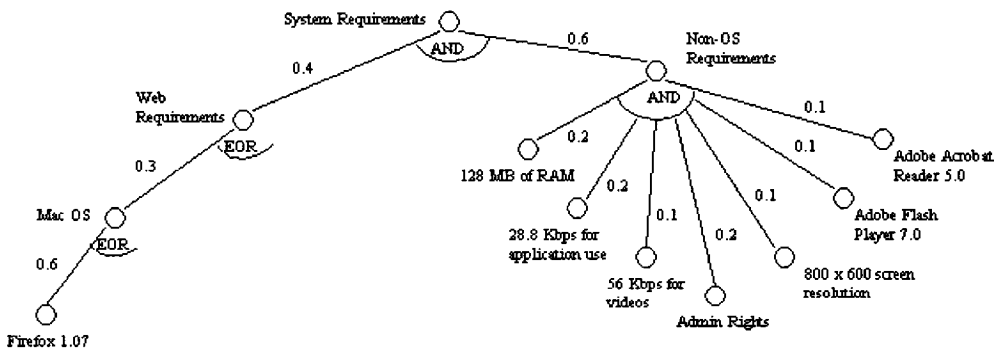 System Requirements
AND
0.6
Non-OS
Requirements
0.4
Web
Requirements
EOR
AND
0.1
0.3
0.2
0.1
Adobe Acrobat
Reader 5.0
128 MB of RAM
0.2
0.1
Mac OS
EOR
0.1
0.2
Adobe Flash
Player 7.0
28.8 Kbps for
application use
0.6
56 Kbps for
videos
800 x 600 screen
resolution
Admin Rights
Firefox 1.07